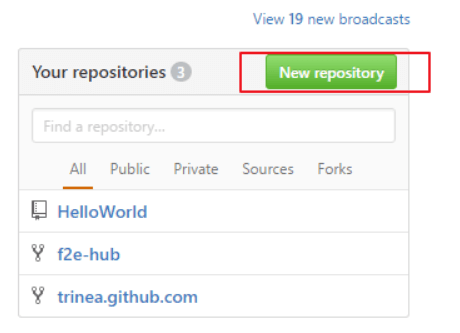 View 19 new broadcasts
Your repositories 3 New repository
Find a repository...
All Public Private Sources Forks
HelloWorld
f2e-hub
trinea.github.com